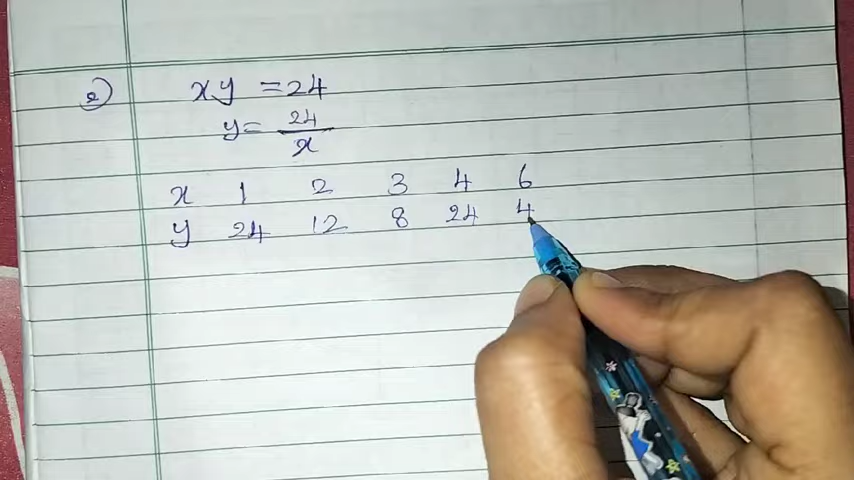 2) xy = 24
y = 24/x
x 1 2 3 4 6
y 24 12 8 24 4